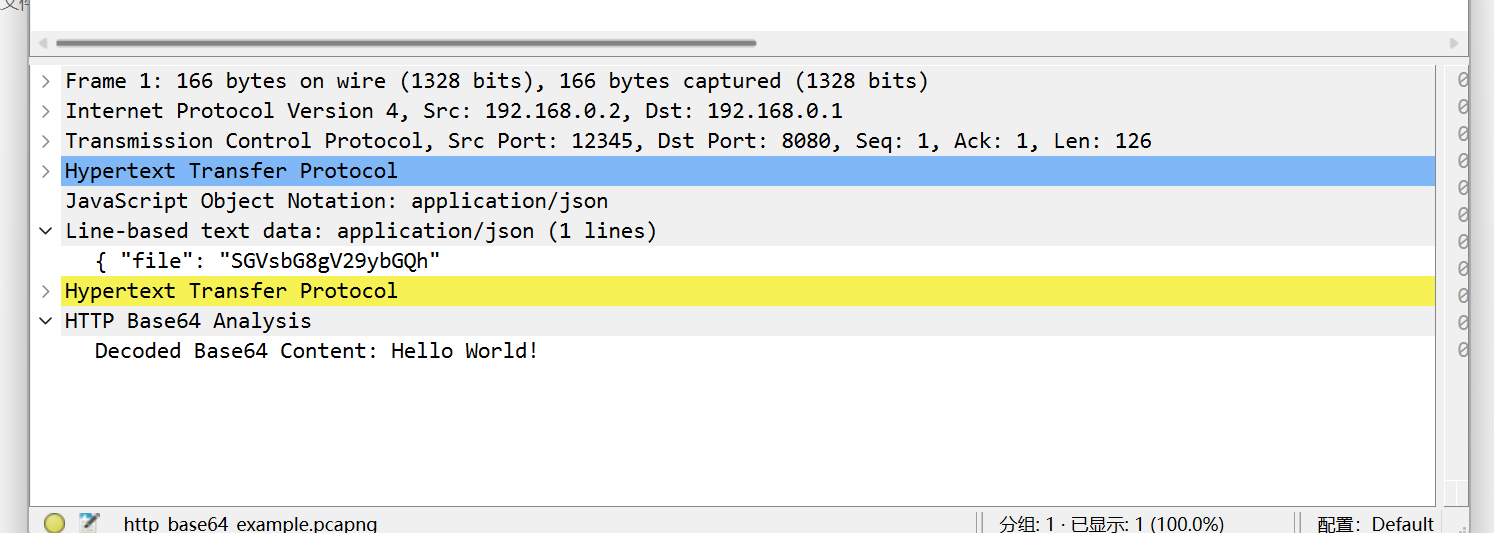 Frame 1: 166 bytes on wire (1328 bits), 166 bytes captured (1328 bits)
Internet Protocol Version 4, Src: 192.168.0.2, Dst: 192.168.0.1
Transmission Control Protocol, Src Port: 12345, Dst Port: 8080, Seq: 1, Ack: 1, Len: 126
Hypertext Transfer Protocol
JavaScript Object Notation: application/json
Line-based text data: application/json (1 lines)
{ "file": "SGVsbG8gV29ybGQh"
Hypertext Transfer Protocol
HTTP Base64 Analysis
Decoded Base64 Content: Hello World!
http_base64_example.pcapng 分组: 1 · 已显示: 1 (100.0%) 配置: Default